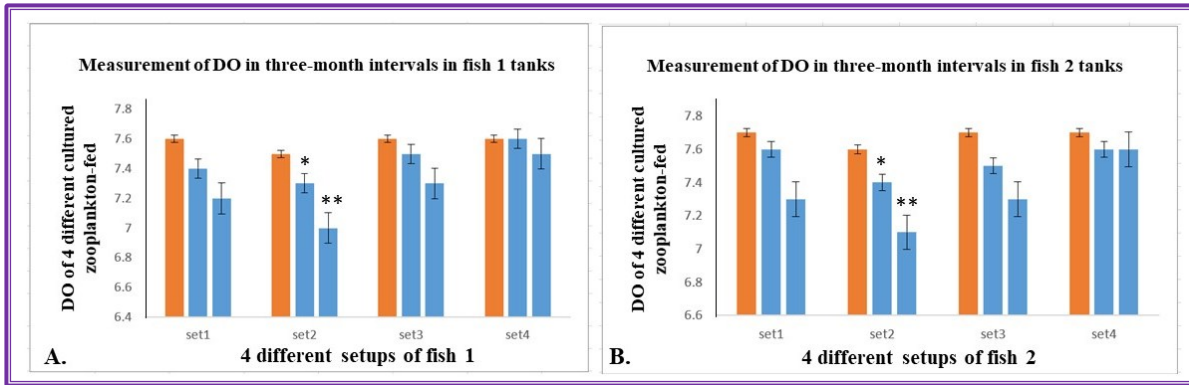 Measurement of DO in three-month intervals in fish 1 tanks
DO of 4 different cultured
zooplankton-fed
7.8
7.6
7.4
7.2
7
6.8
6.6
6.4
*
**
set1 set2 set3 set4
A. 4 different setups of fish 1
Measurement of DO in three-month intervals in fish 2 tanks
DO of 4 different cultured
zooplankton-fed
7.8
7.6
7.4
7.2
7
6.8
6.6
*
**
set1 set2 set3 set4
B. 4 different setups of fish 2